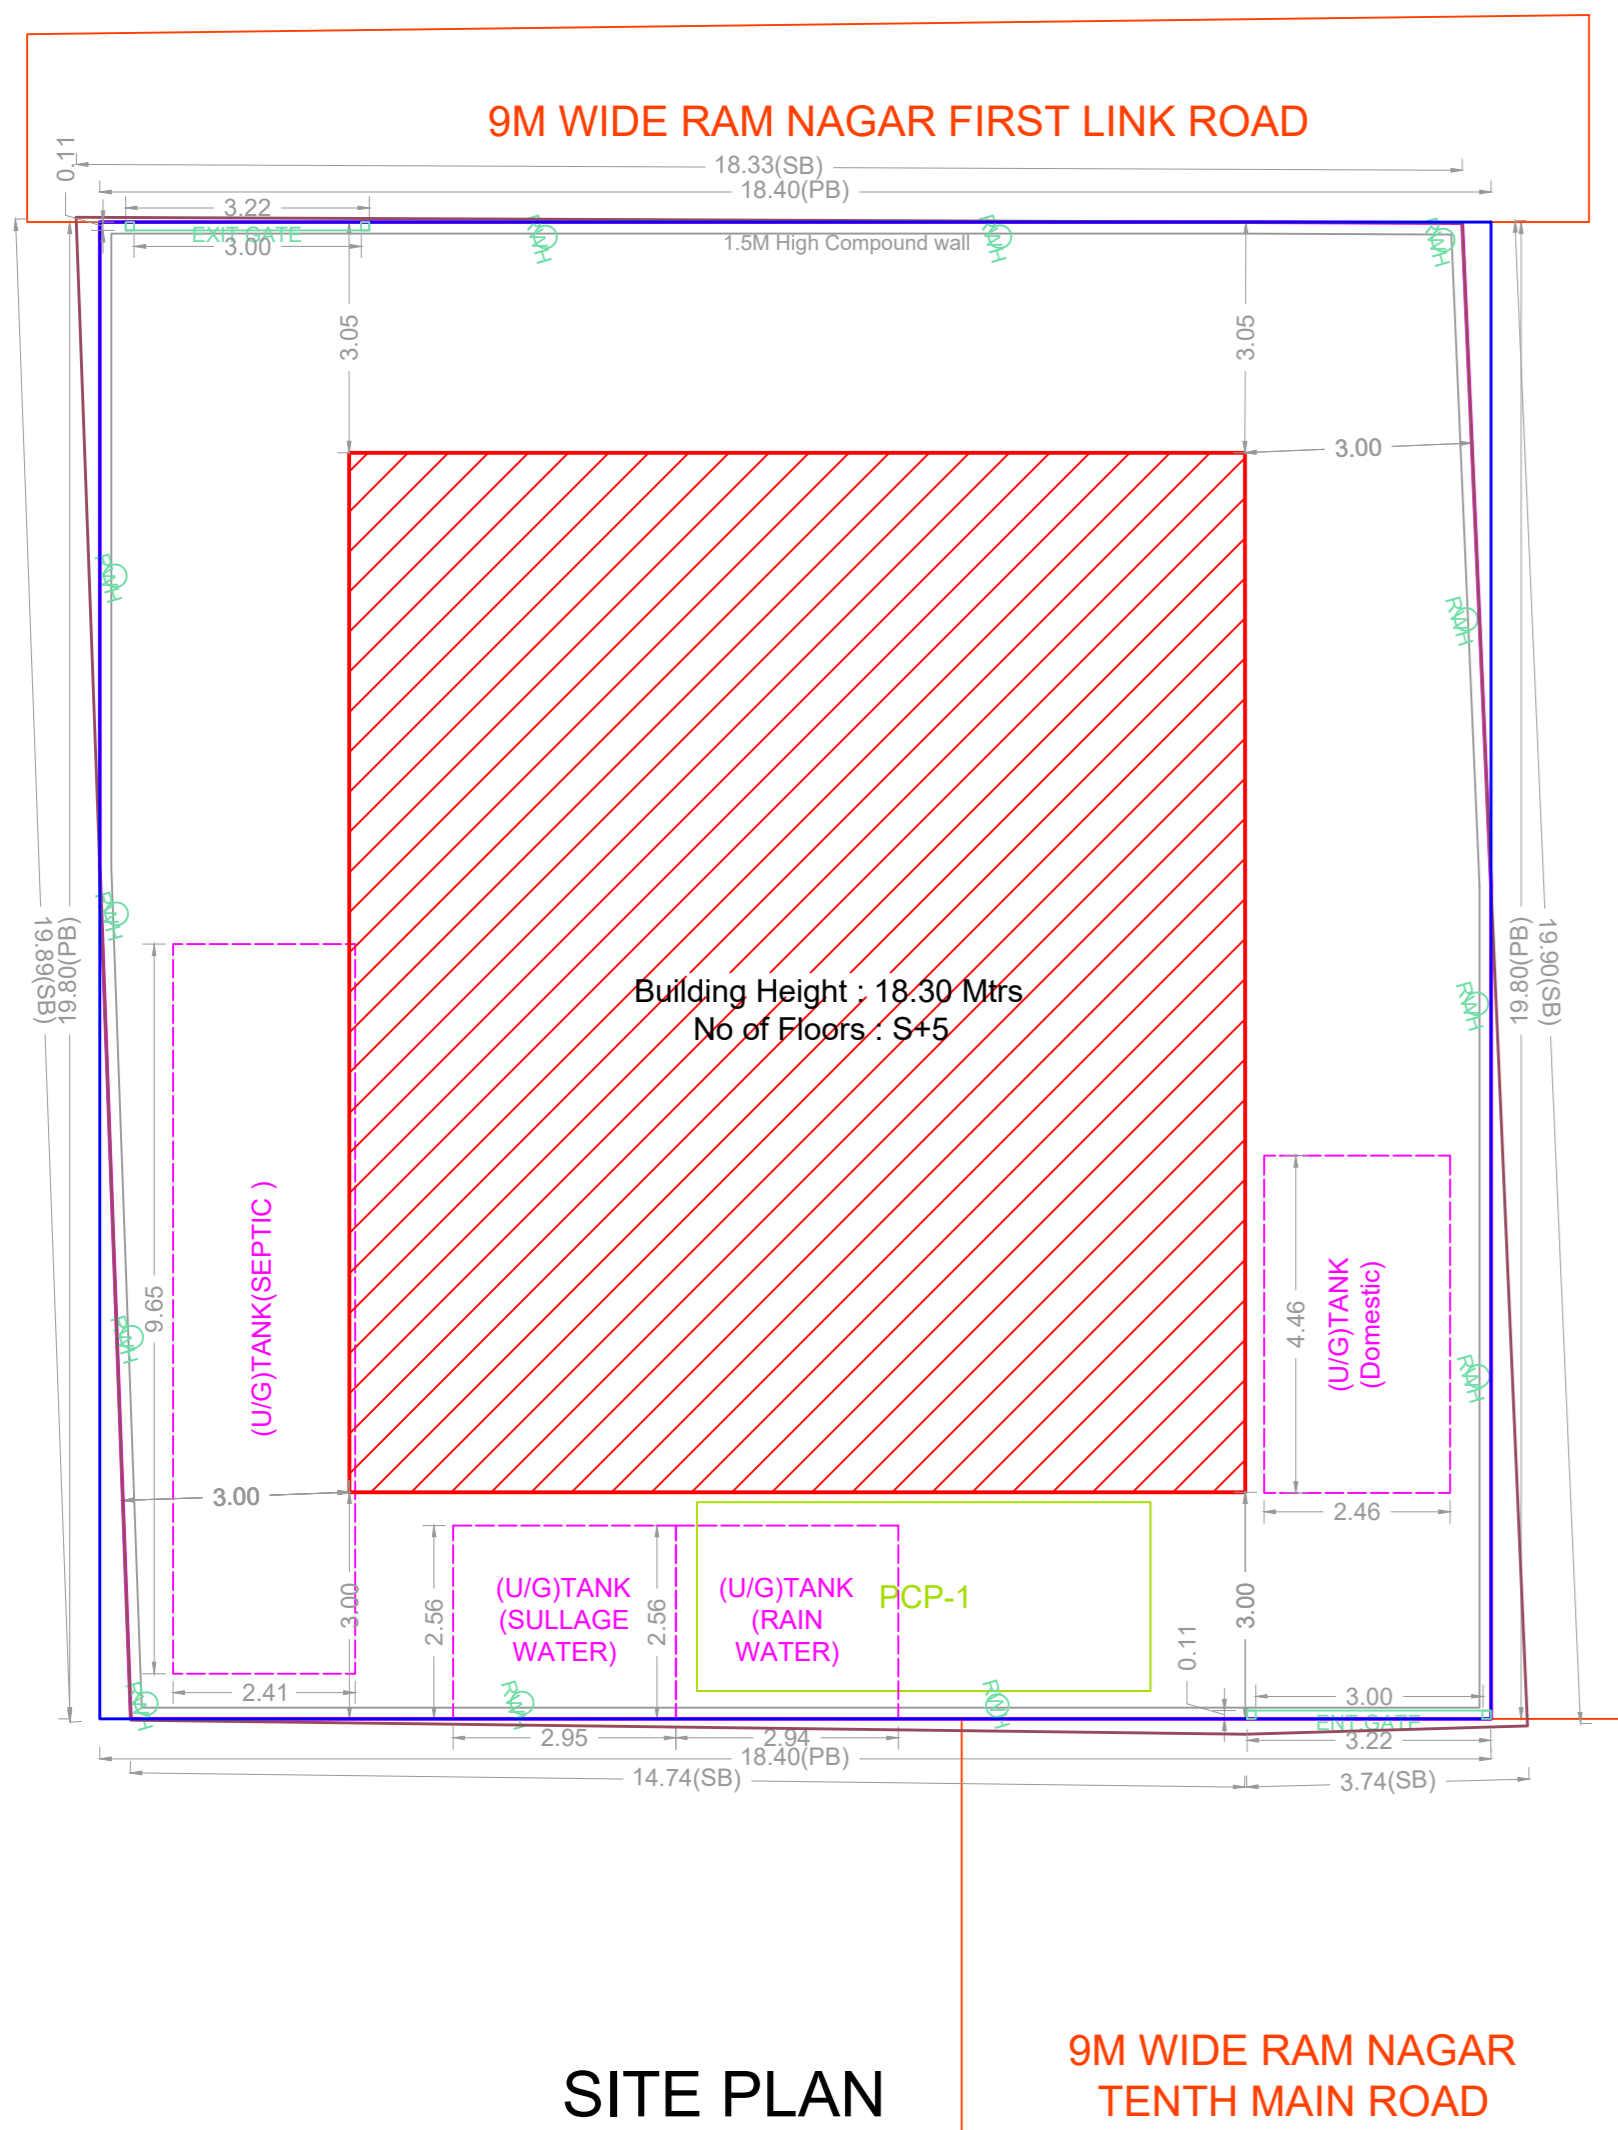 9M WIDE RAM NAGAR FIRST LINK ROAD
0.11
18.33(SB)
18.40(PB)
3.22
EXIT GATE
3.00
1.5M High Compound wall
RWH
RWH
RWH
3.05
3.05
3.00
RWH
RWH
RWH
RWH
19.89(SB)
19.80(PB)
19.80(PB)
19.90(SB)
Building Height : 18.30 Mtrs
No of Floors : S+5
(U/G)TANK(SEPTIC )
9.65
RWH
4.46
(U/G)TANK
(Domestic)
RWH
3.00
2.46
3.00
2.56
(U/G)TANK
(SULLAGE
WATER)
2.56
(U/G)TANK
(RAIN
WATER)
PCP-1
3.00
0.11
2.41
RWH
RWH
RWH
3.00
ENT.GATE
2.95
2.94
3.22
18.40(PB)
14.74(SB)
3.74(SB)
SITE PLAN
9M WIDE RAM NAGAR
TENTH MAIN ROAD